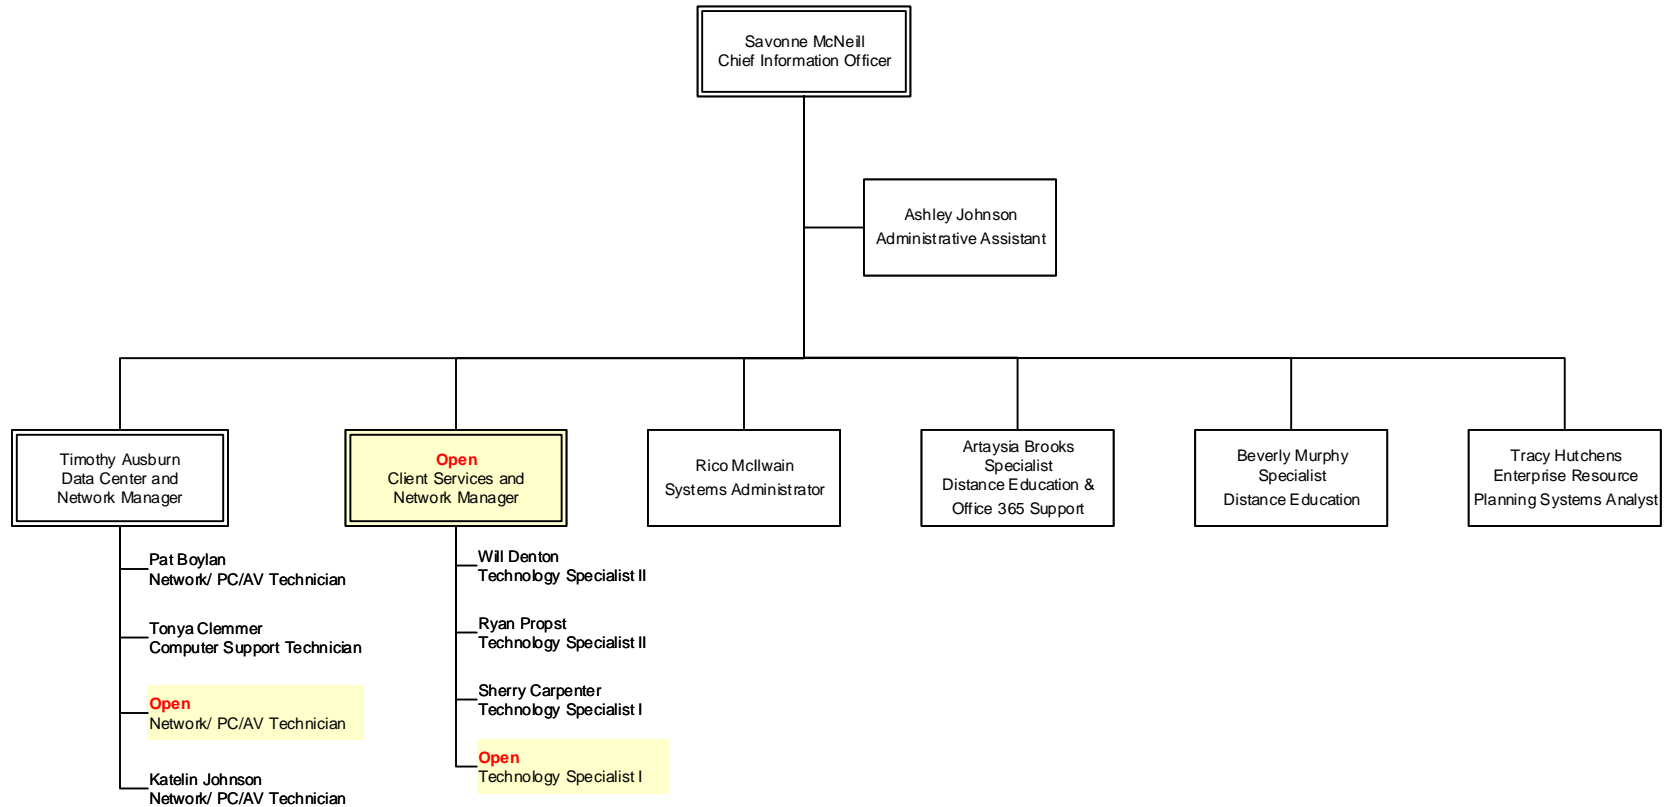 Savonne McNeill
Chief Information Officer
Ashley Johnson
Administrative Assistant
Timothy Ausburn
Data Center and
Network Manager
Open
Client Services and
Network Manager
Rico McIlwain
Systems Administrator
Artaysia Brooks
Specialist
Distance Education &
Office 365 Support
Beverly Murphy
Specialist
Distance Education
Tracy Hutchens
Enterprise Resource
Planning Systems Analyst
Pat Boylan
Network/ PC/AV Technician
Tonya Clemmer
Computer Support Technician
Open
Network/ PC/AV Technician
Katelin Johnson
Network/ PC/AV Technician
Will Denton
Technology Specialist II
Ryan Propst
Technology Specialist II
Sherry Carpenter
Technology Specialist I
Open
Technology Specialist I